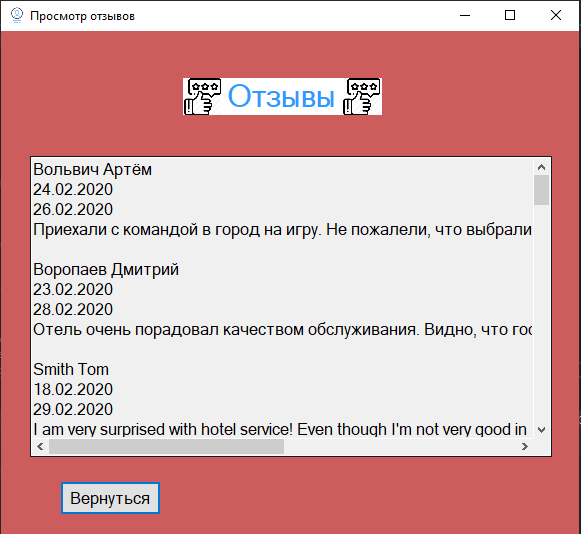 Просмотр отзывов
Отзывы
Вольвич Артём
24.02.2020
26.02.2020
Приехали с командой в город на игру. Не пожалели, что выбрали
Воропаев Дмитрий
23.02.2020
28.02.2020
Отель очень порадовал качеством обслуживания. Видно, что гос
Smith Tom
18.02.2020
29.02.2020
I am very surprised with hotel service! Even though I'm not very good in
Вернуться